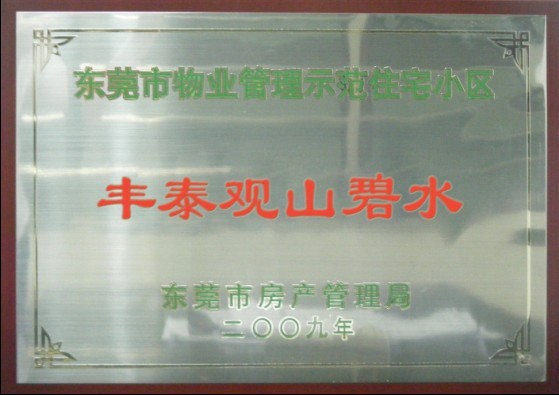 东莞市物业管理示范住宅小区
丰泰观山碧水
东莞市房产管理局
二〇〇九年